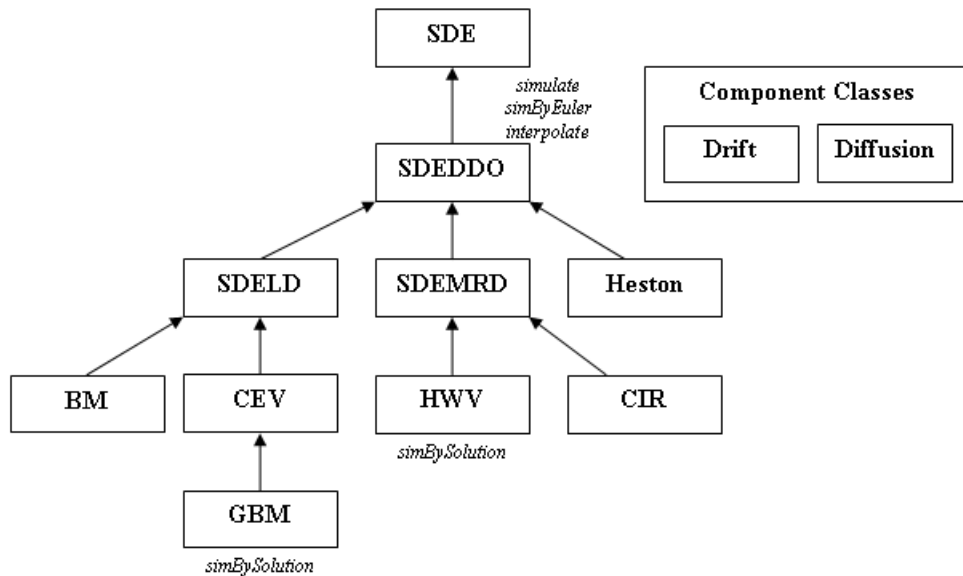 SDE
simulate
simByEuler
interpolate
Component Classes
Drift
Diffusion
SDEDDO
SDELD
SDEMRD
Heston
BM
CEV
HWV
CIR
simBySolution
GBM
simBySolution